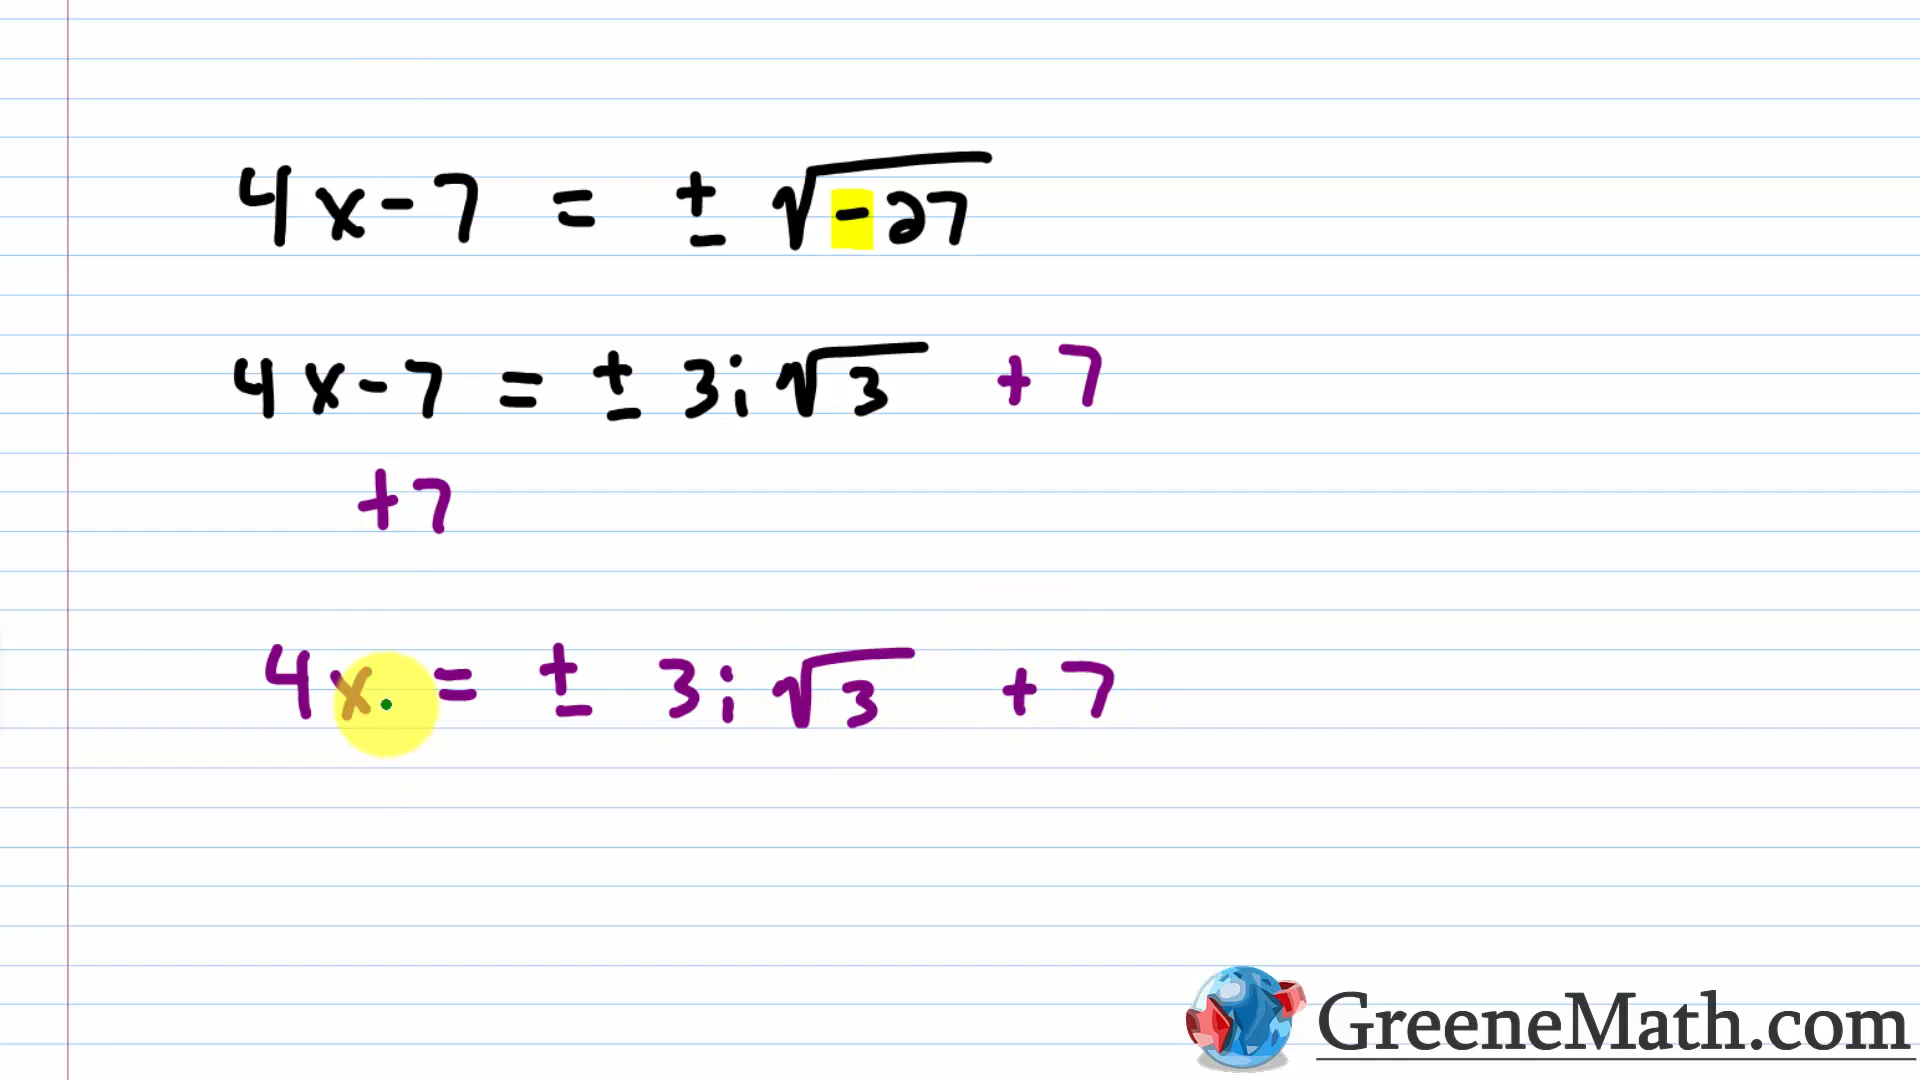 4x - 7 = ± √-27
4x - 7 = ± 3i √3 + 7
+ 7
4x = ± 3i √3 + 7
GreeneMath.com